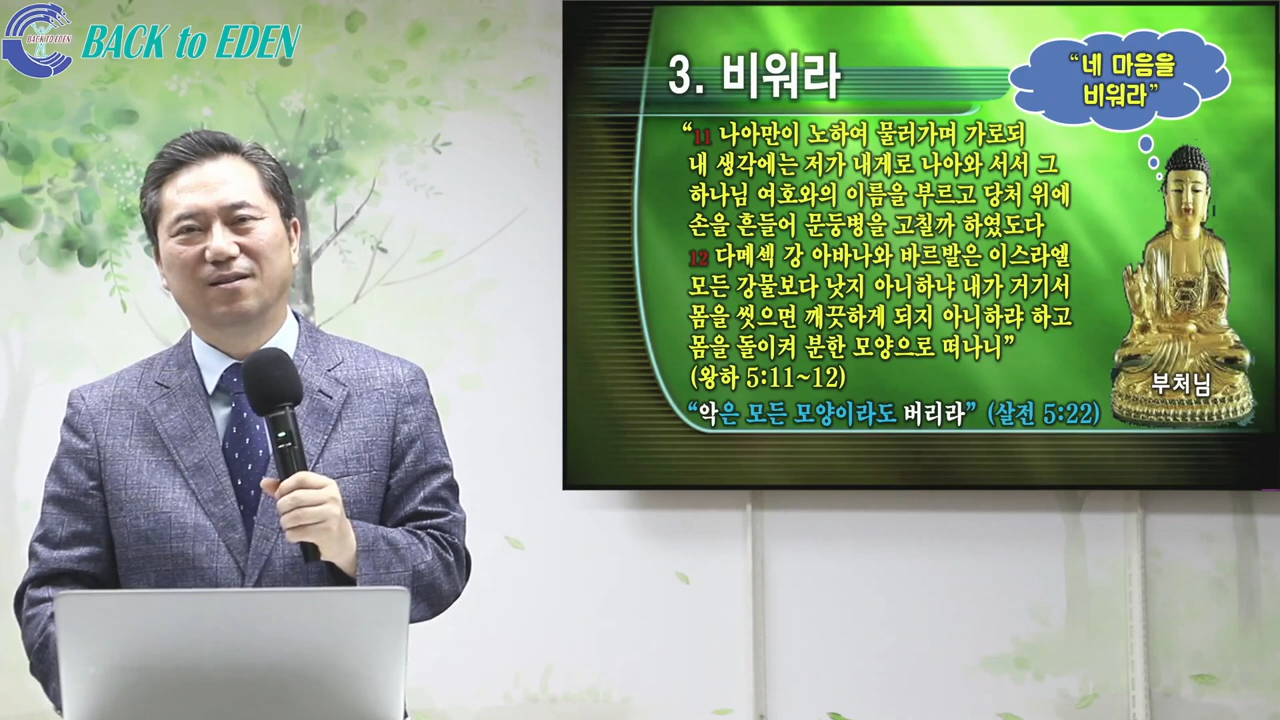 BACK TO EDEN
BACK to EDEN
3. 비워라
“네 마음을
비워라”
“11 나아만이 노하여 물러가며 가로되
내 생각에는 저가 내게로 나아와 서서 그
하나님 여호와의 이름을 부르고 당처 위에
손을 흔들어 문둥병을 고칠까 하였도다
12 다메섹 강 아바나와 바르발은 이스라엘
모든 강물보다 낫지 아니하냐 내가 거기서
몸을 씻으면 깨끗하게 되지 아니하랴 하고
몸을 돌이켜 분한 모양으로 떠나니”
(왕하 5:11~12)
“악은 모든 모양이라도 버리라” (살전 5:22)
부처님